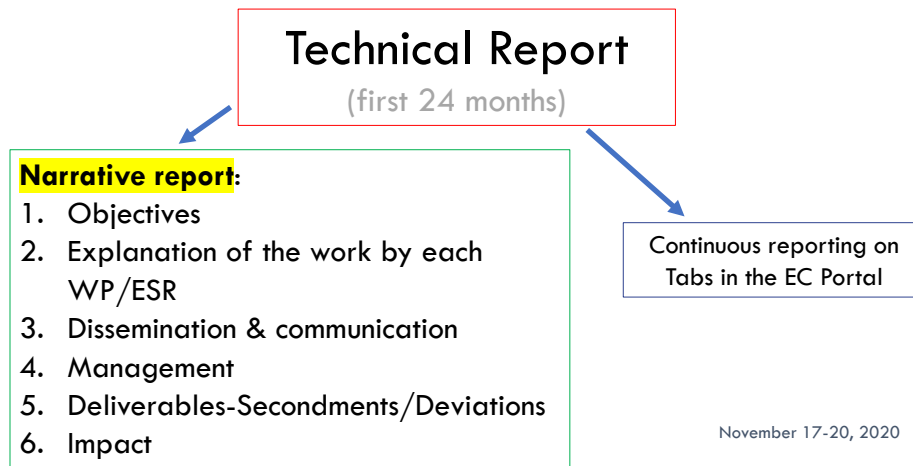 Technical Report
(first 24 months)
Narrative report:
1. Objectives
2. Explanation of the work by each
WP/ESR
3. Dissemination & communication
4. Management
5. Deliverables-Secondments/Deviations
6. Impact
Continuous reporting on
Tabs in the EC Portal
November 17-20, 2020